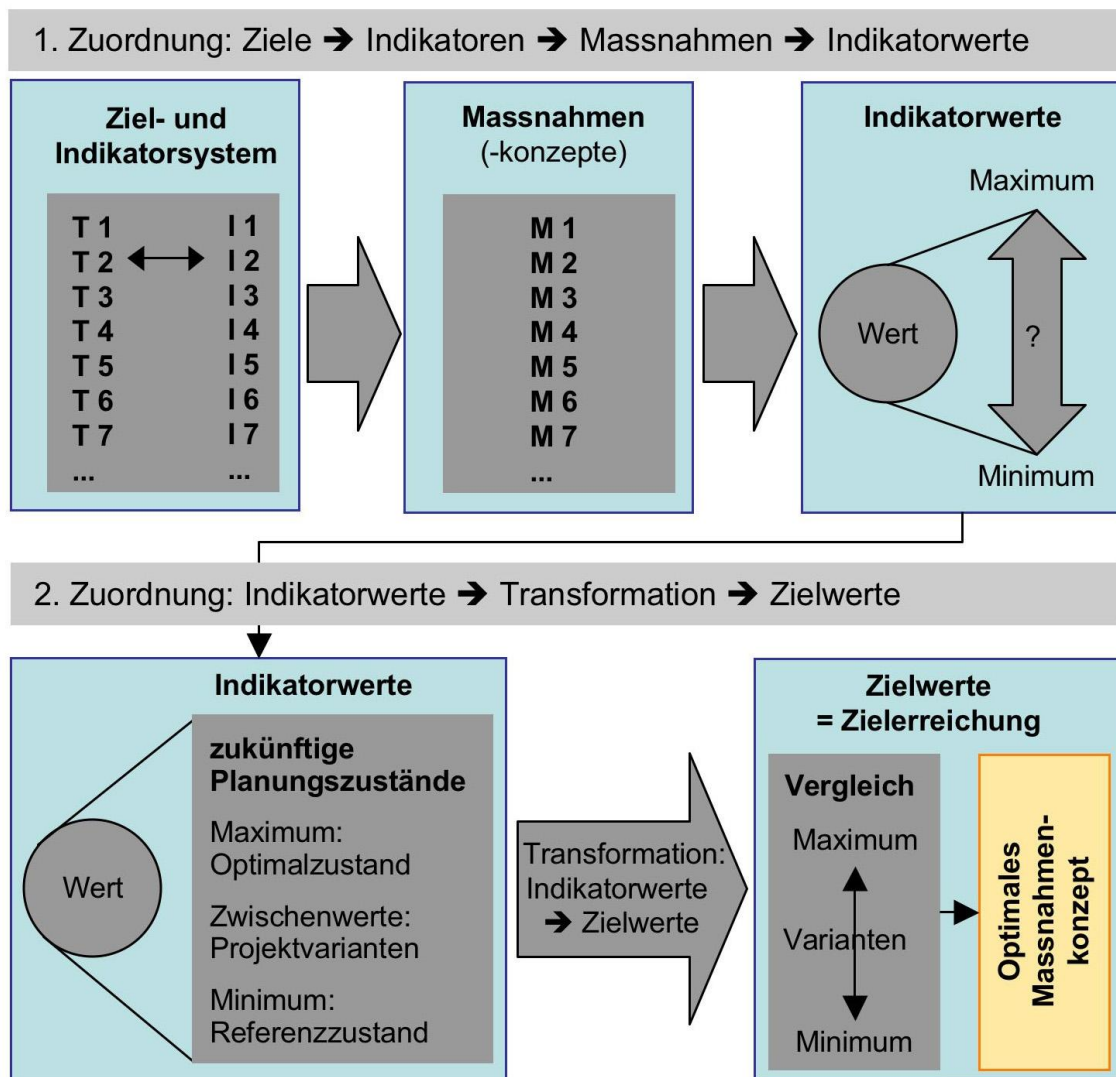 1. Zuordnung: Ziele ➔ Indikatoren ➔ Massnahmen ➔ Indikatorwerte
Ziel- und
Indikatorsystem
T 1 I 1
T 2 I 2
T 3 I 3
T 4 I 4
T 5 I 5
T 6 I 6
T 7 I 7
... ...
Massnahmen
(-konzepte)
M 1
M 2
M 3
M 4
M 5
M 6
M 7
...
Indikatorwerte
Maximum
Wert
?
Minimum
2. Zuordnung: Indikatorwerte ➔ Transformation ➔ Zielwerte
Indikatorwerte
Wert
zukünftige
Planungszustände
Maximum:
Optimalzustand
Zwischenwerte:
Projektvarianten
Minimum:
Referenzzustand
Transformation:
Indikatorwerte
➔ Zielwerte
Zielwerte
= Zielerreichung
Vergleich
Maximum
Varianten
Minimum
Optimales
Massnahmen-
konzept